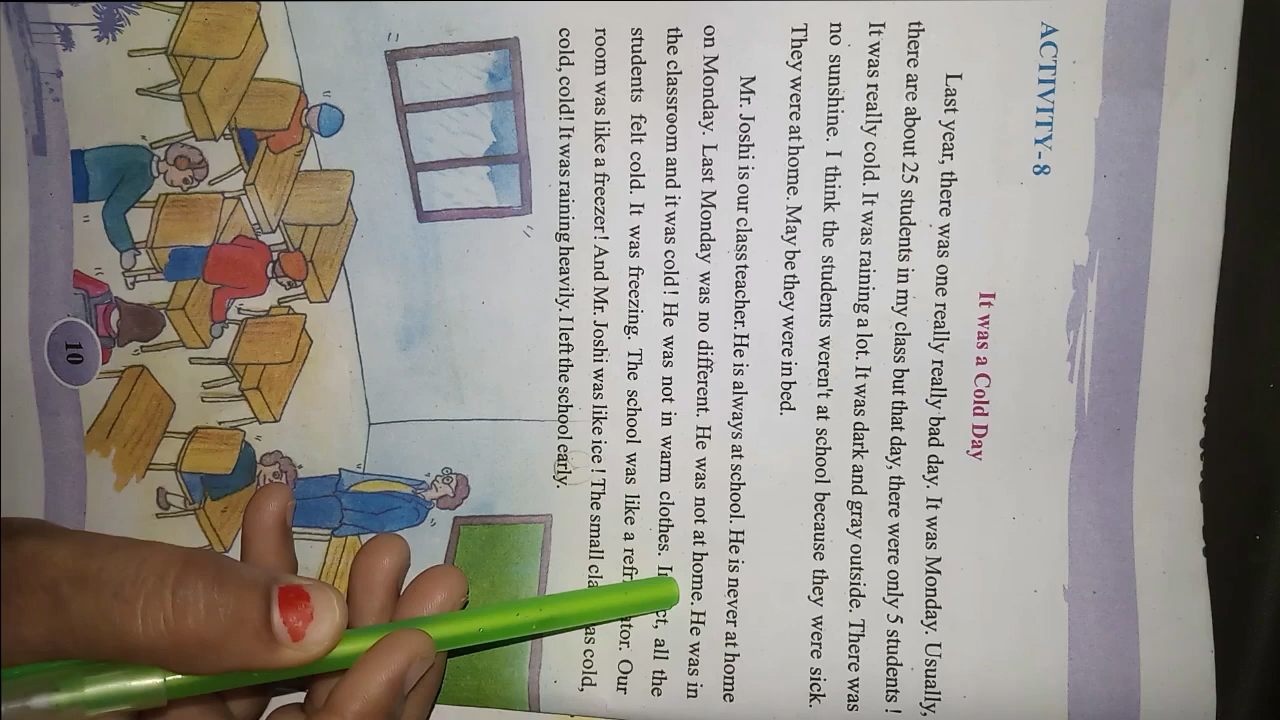 ACTIVITY-8
It was a Cold Day
Last year, there was one really really bad day. It was Monday. Usually,
there are about 25 students in my class but that day, there were only 5 students !
It was really cold. It was raining a lot. It was dark and gray outside. There was
no sunshine. I think the students weren't at school because they were sick.
They were at home. May be they were in bed.
Mr. Joshi is our class teacher. He is always at school. He is never at home
on Monday. Last Monday was no different. He was not at home. He was in
the classroom and it was cold! He was not in warm clothes. all the
students felt cold. It was freezing. The school was like a Our
room was like a freezer! And Mr. Joshi was like ice ! The small cold,
cold, cold! It was raining heavily. I left the school early.
10